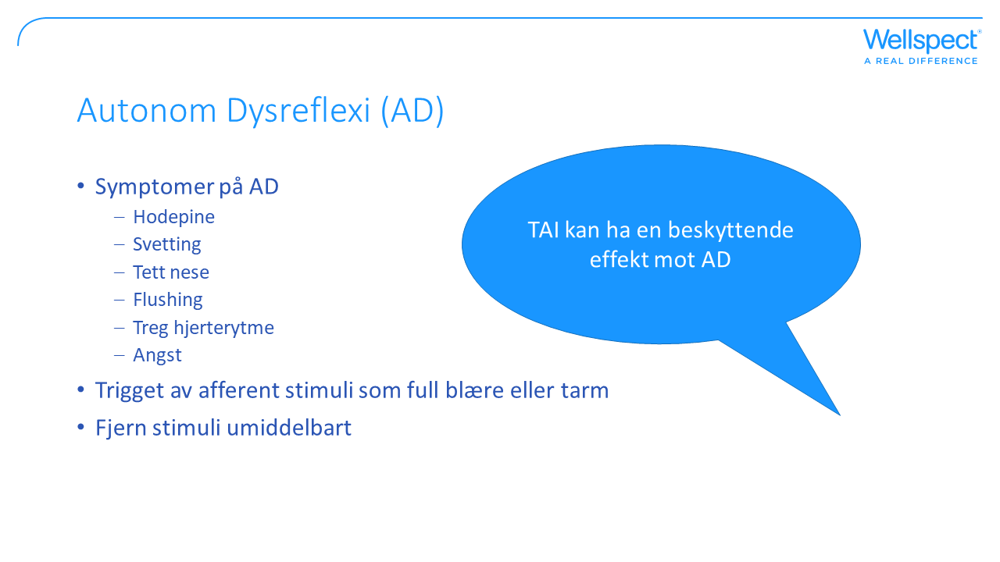 Wellspect®
A REAL DIFFERENCE
Autonom Dysreflexi (AD)
• Symptomer på AD
– Hodepine
– Svetting
– Tett nese
– Flushing
– Treg hjerterytme
– Angst
• Trigget av afferent stimuli som full blære eller tarm
• Fjern stimuli umiddelbart
TAI kan ha en beskyttende
effekt mot AD